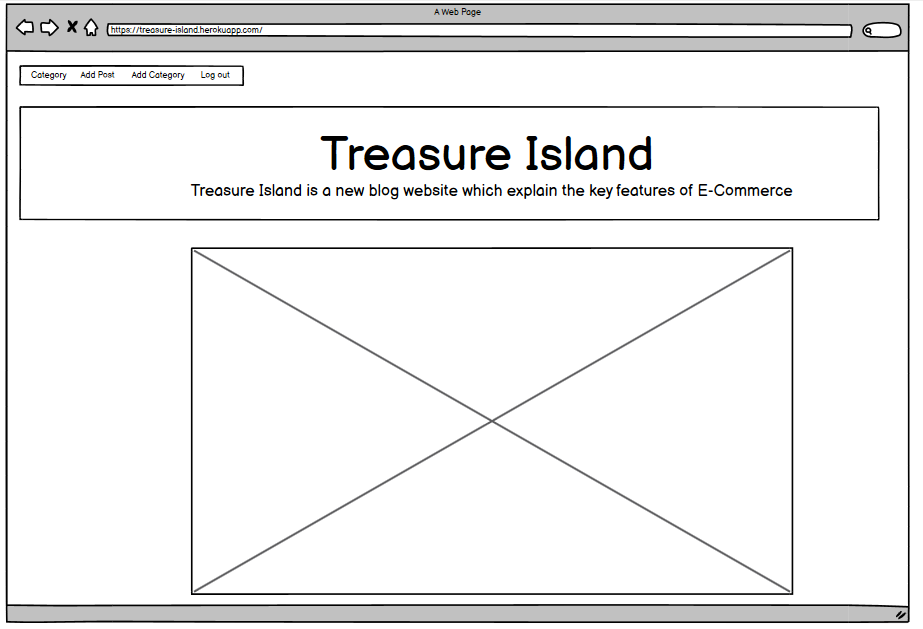 A Web Page
https://treasure-island.herokuapp.com/
Category Add Post Add Category Log out
Treasure Island
Treasure Island is a new blog website which explain the key features of E-Commerce